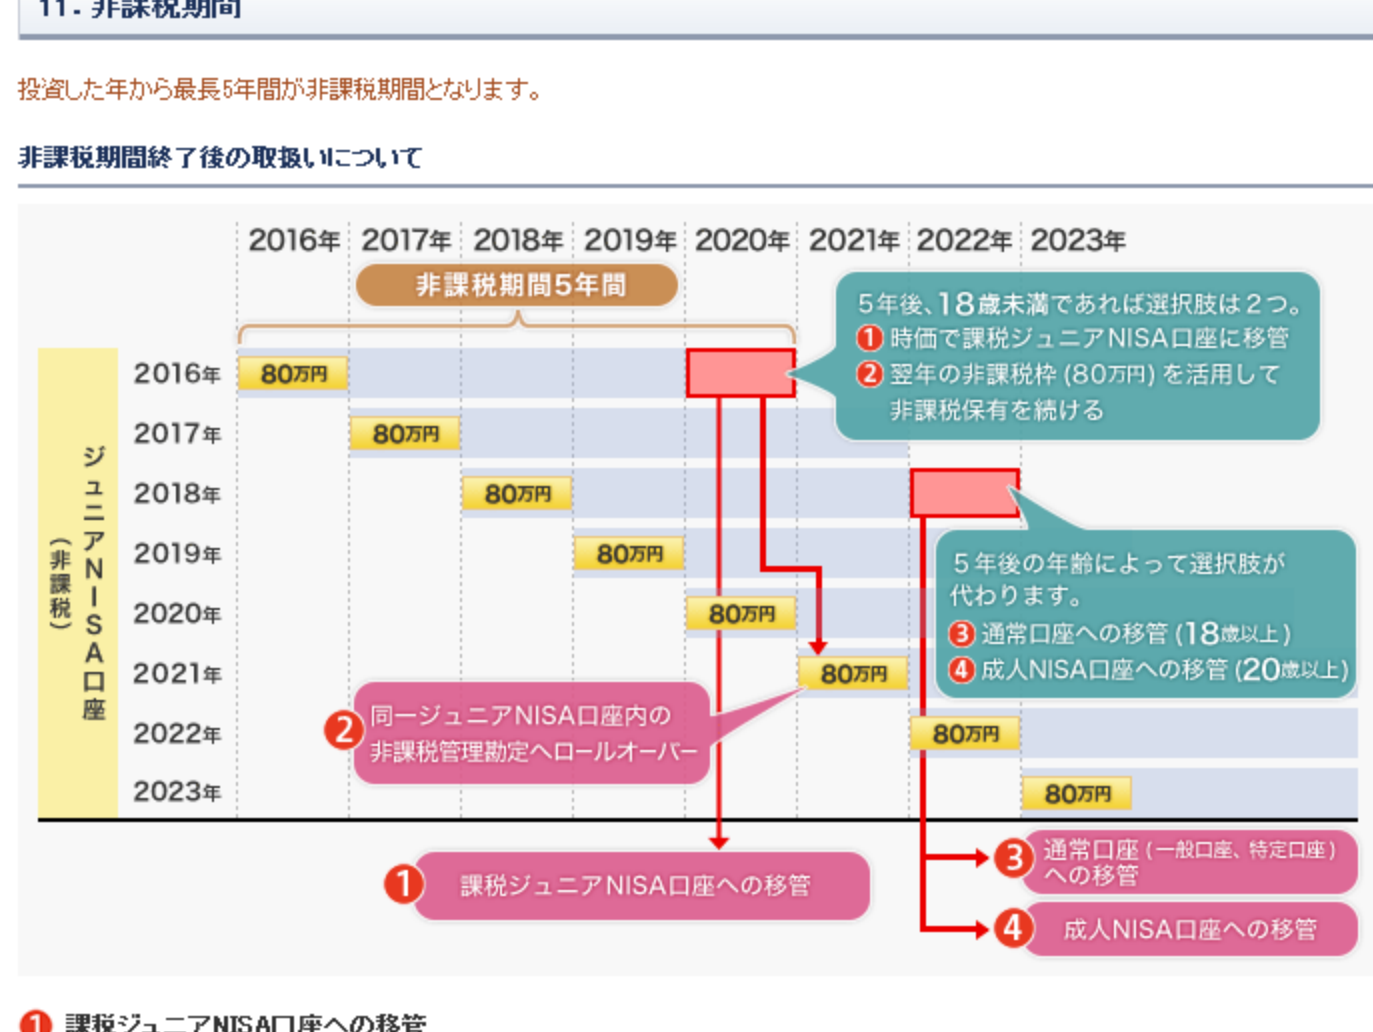 11. 非課税期間
投資した年から最長5年間が非課税期間となります。
非課税期間終了後の取扱いについて
2016年 2017年 2018年 2019年 2020年 2021年 2022年 2023年
非課税期間5年間
5年後、18歳未満であれば選択肢は2つ。
1 時価で課税ジュニアNISA口座に移管
2 翌年の非課税枠(80万円)を活用して
非課税保有を続ける
ジュニアNISA口座
(非課税)
2016年 80万円
2017年 80万円
2018年 80万円
2019年 80万円
2020年 80万円
2021年 80万円
2022年 80万円
2023年 80万円
5年後の年齢によって選択肢が
代わります。
3 通常口座への移管(18歳以上)
4 成人NISA口座への移管(20歳以上)
2 同一ジュニアNISA口座内の
非課税管理勘定へロールオーバー
1 課税ジュニアNISA口座への移管
3 通常口座(一般口座、特定口座)
への移管
4 成人NISA口座への移管
1 課税ジュニアNISA口座への移管